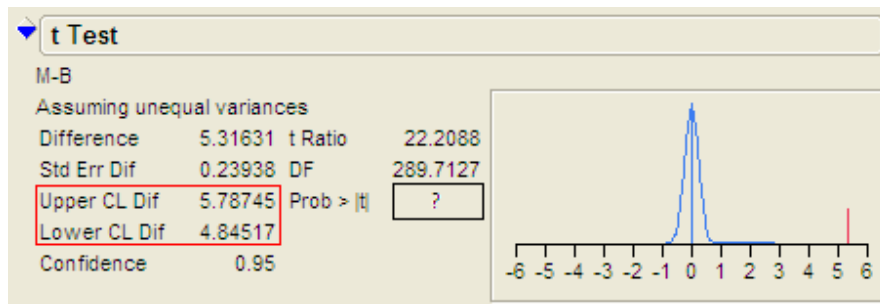 t Test
M-B
Assuming unequal variances
Difference 5.31631 t Ratio 22.2088
Std Err Dif 0.23938 DF 289.7127
Upper CL Dif 5.78745 Prob > |t| ?
Lower CL Dif 4.84517
Confidence 0.95
-6 -5 -4 -3 -2 -1 0 1 2 3 4 5 6